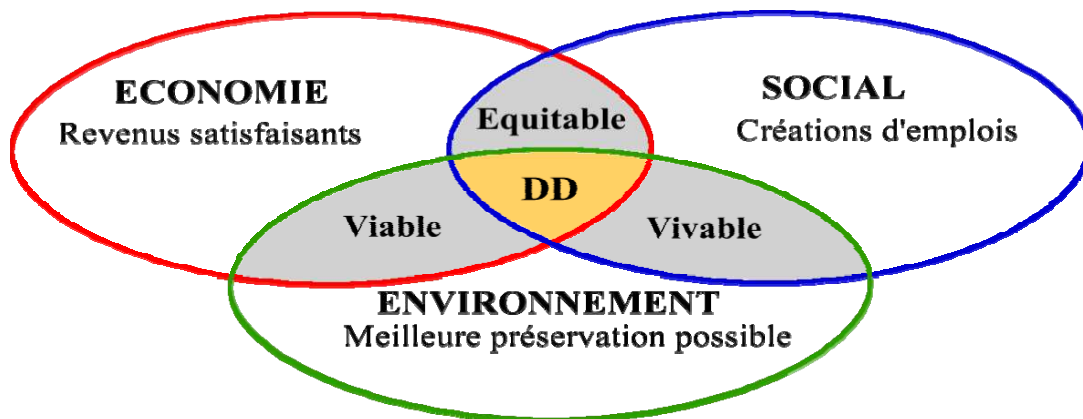 ECONOMIE
Revenus satisfaisants
SOCIAL
Créations d'emplois
Equitable
DD
Viable
Vivable
ENVIRONNEMENT
Meilleure préservation possible